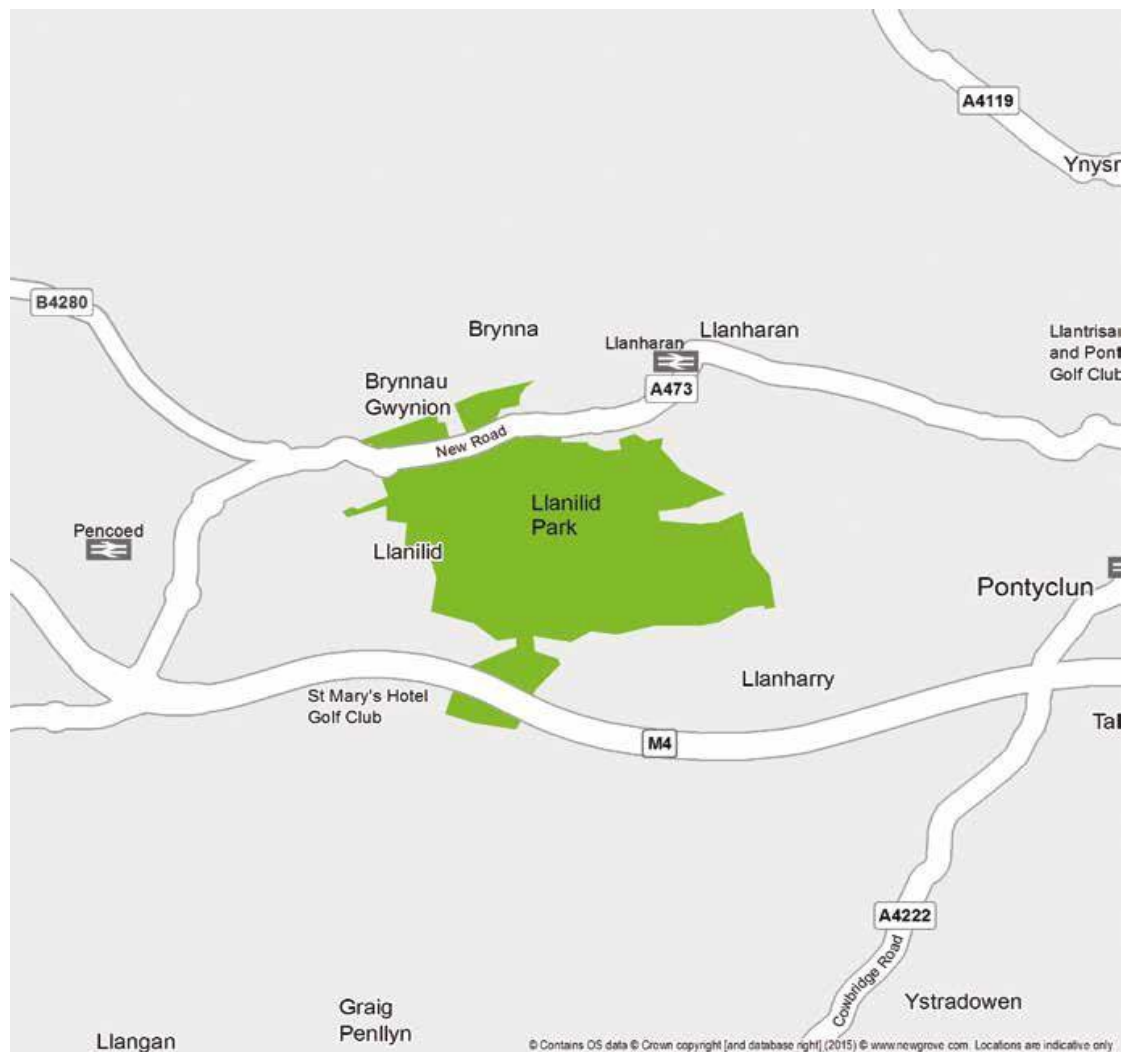 A4119
Ynysr
B4280
Brynna
Llanharan
Llanharan
Llantrisa
and Pont
Golf Club
Brynnau
Gwynion
A473
New Road
Llanilid
Park
Pencoed
Llanilid
Pontyclun
Llanharry
St Mary's Hotel
Golf Club
M4
Tal
A4222
Cowbridge Road
Ystradowen
Graig
Penllyn
Llangan
© Contains OS data © Crown copyright [and database right] (2015) © www.newgrove.com. Locations are indicative only